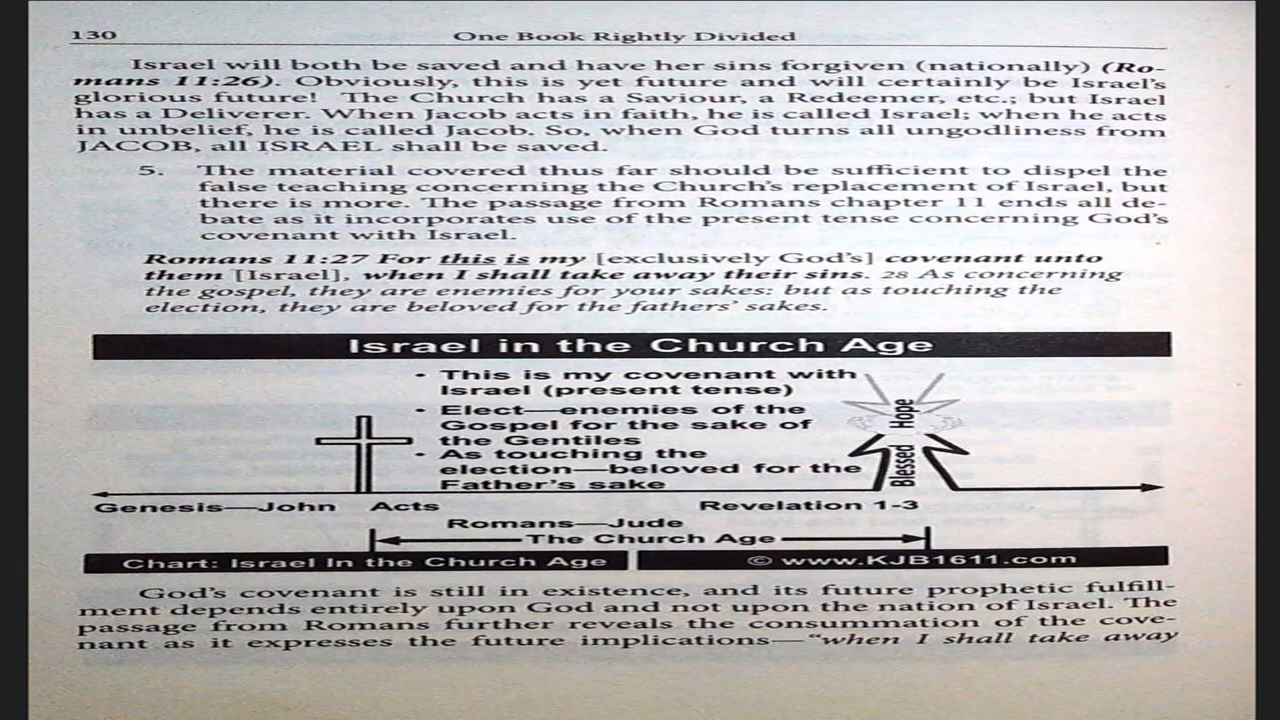 130 One Book Rightly Divided
Israel will both be saved and have her sins forgiven (nationally) (Ro-
mans 11:26). Obviously, this is yet future and will certainly be Israel's
glorious future! The Church has a Saviour, a Redeemer, etc.; but Israel
has a Deliverer. When Jacob acts in faith, he is called Israel; when he acts
in unbelief, he is called Jacob. So, when God turns all ungodliness from
JACOB, all ISRAEL shall be saved.
5. The material covered thus far should be sufficient to dispel the
false teaching concerning the Church's replacement of Israel, but
there is more. The passage from Romans chapter 11 ends all de-
bate as it incorporates use of the present tense concerning God's
covenant with Israel.
Romans 11:27 For this is my [exclusively God's] covenant unto
them [Israel], when I shall take away their sins. 28 As concerning
the gospel, they are enemies for your sakes: but as touching the
election, they are beloved for the fathers' sakes.
Israel in the Church Age
• This is my covenant with
Israel (present tense)
• Elect—enemies of the
Gospel for the sake of
the Gentiles
• As touching the
election—beloved for the
Father's sake
Blessed Hope
Genesis—John Acts Revelation 1-3
Romans—Jude
The Church Age
Chart: Israel In the Church Age © www.KJB1611.com
God's covenant is still in existence, and its future prophetic fulfill-
ment depends entirely upon God and not upon the nation of Israel. The
passage from Romans further reveals the consummation of the cove-
nant as it expresses the future implications—"when I shall take away